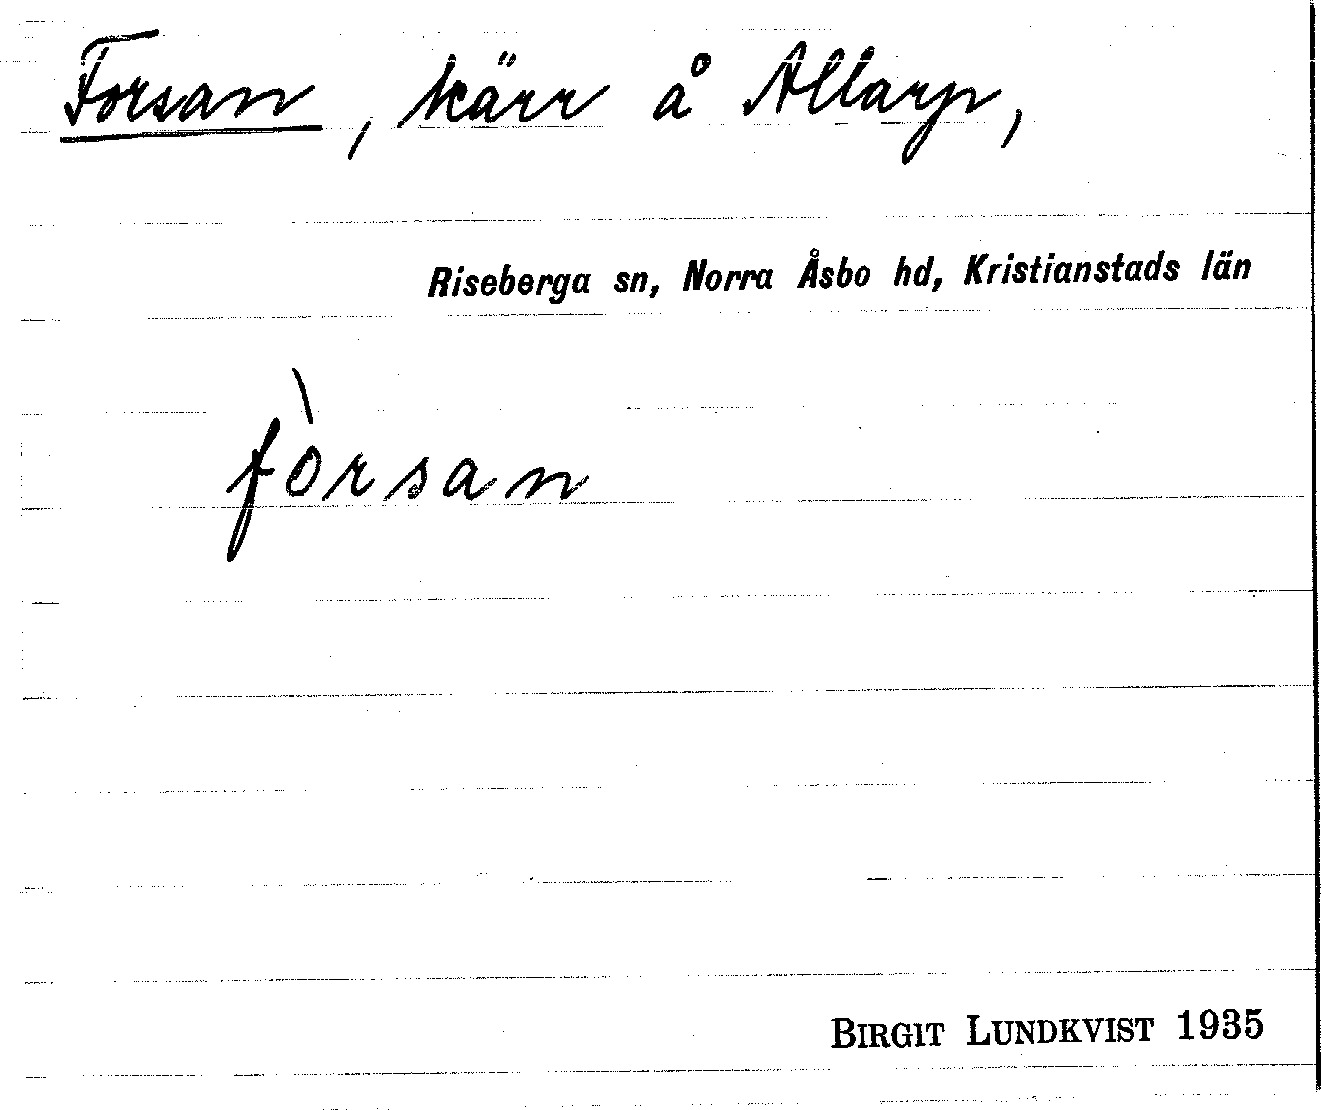 Forsan, kärr å Allarp,
Riseberga sn, Norra Åsbo hd, Kristianstads län
fòrsan
BIRGIT LUNDKVIST 1935